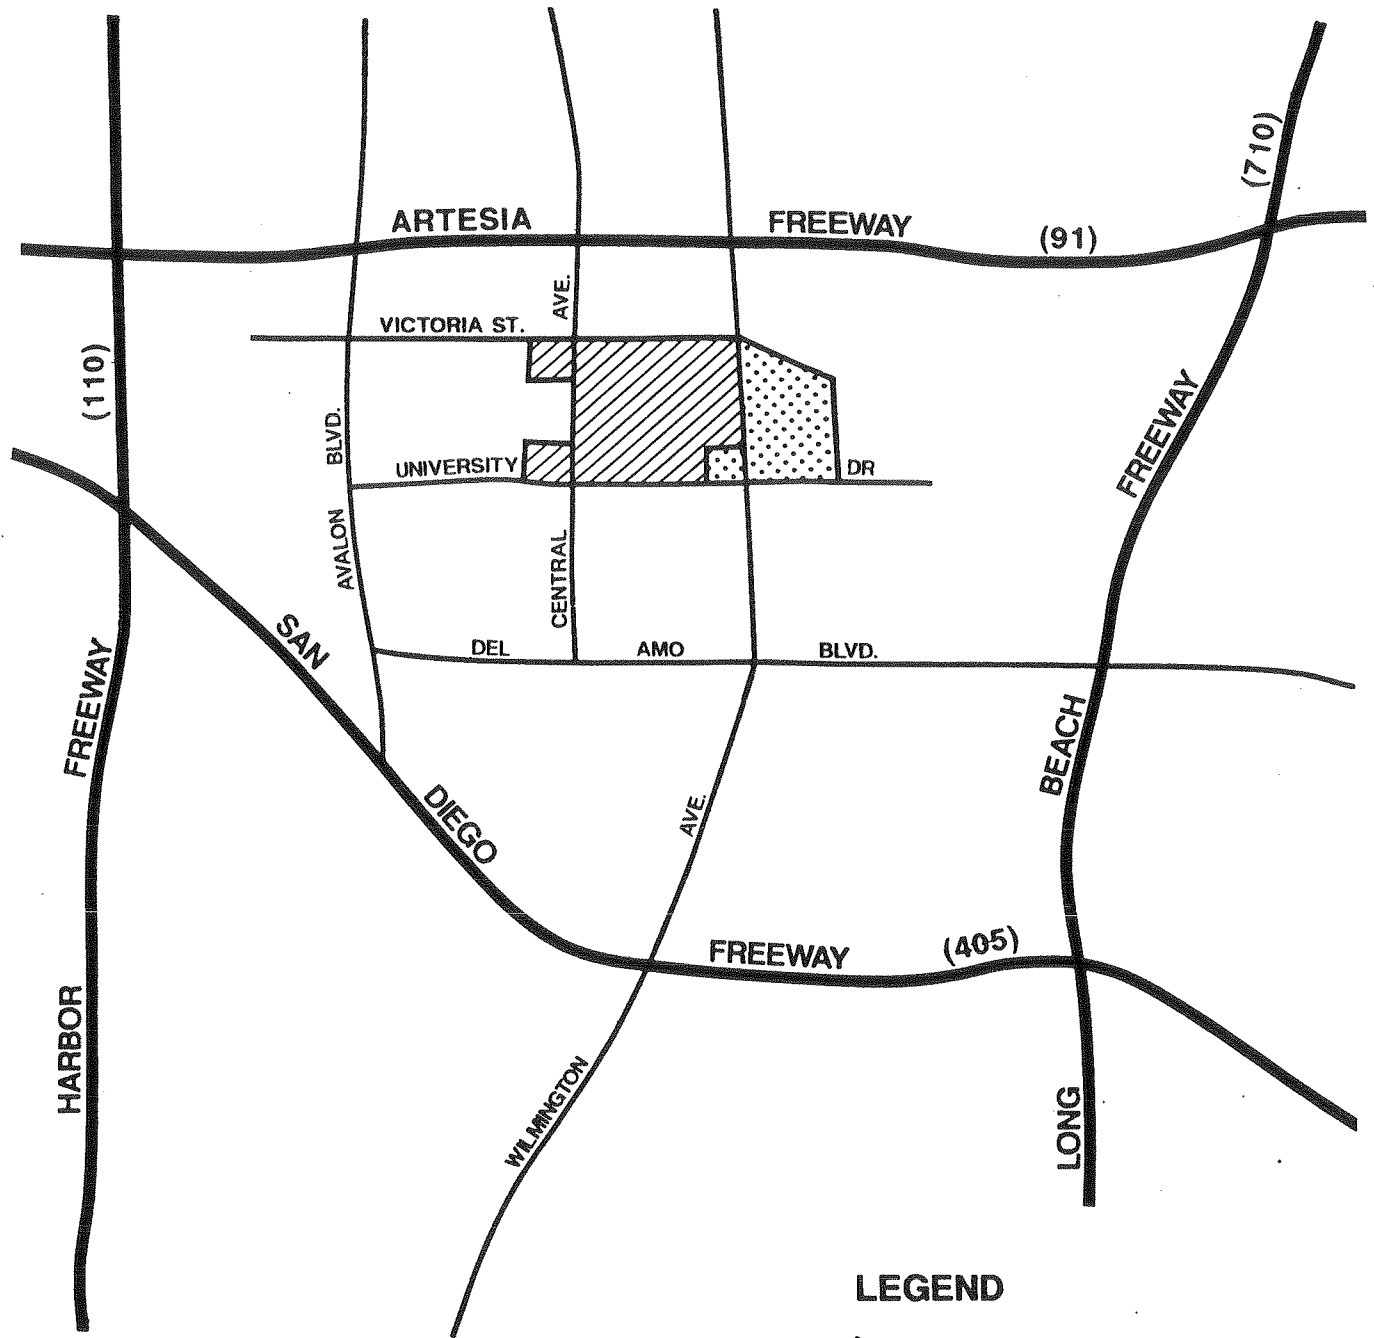 (710)
ARTESIA FREEWAY (91)
AVE.
VICTORIA ST.
(110)
BLVD.
FREEWAY
UNIVERSITY DR
AVALON
CENTRAL
SAN
DEL AMO BLVD.
FREEWAY
BEACH
DIEGO
AVE.
FREEWAY (405)
HARBOR
WILMINGTON
LONG
LEGEND